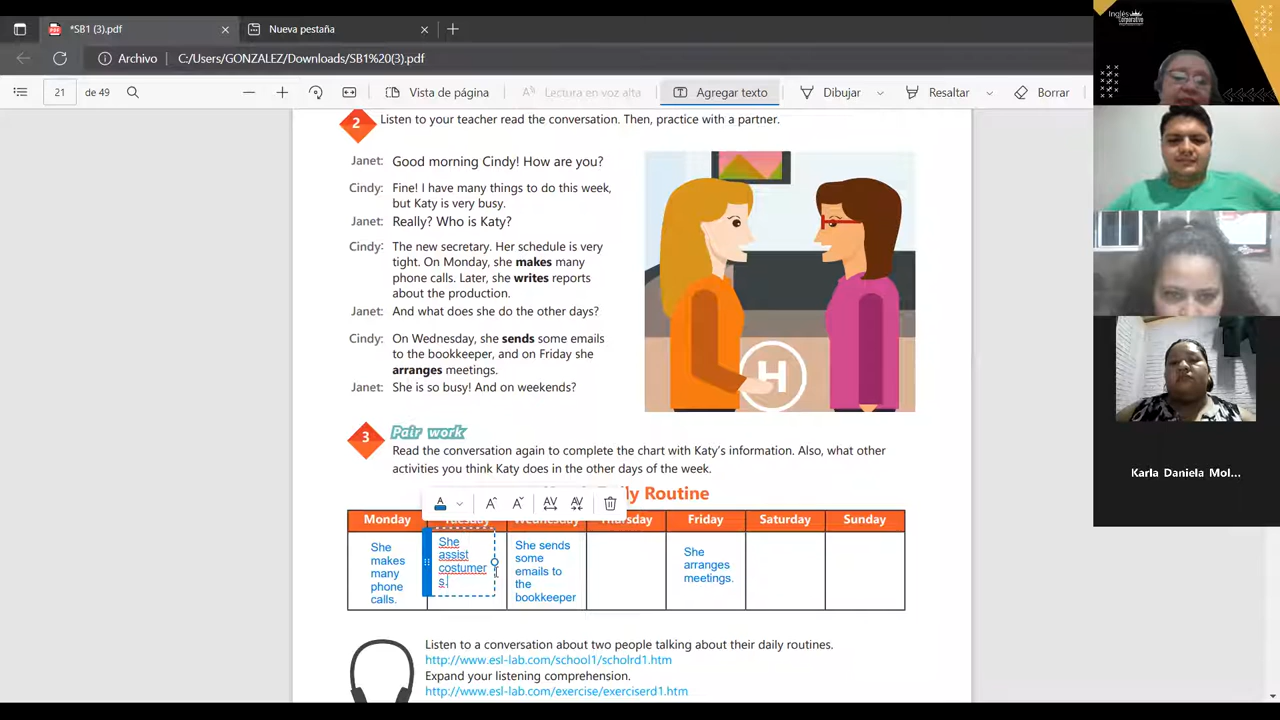 *SB1 (3).pdf
Nueva pestaña
Archivo
C:/Users/GONZALEZ/Downloads/SB1%20(3).pdf
21
de 49
Vista de página
Lectura en voz alta
Agregar texto
Dibujar
Resaltar
Borrar
Inglés
Corporativo
2
Listen to your teacher read the conversation. Then, practice with a partner.
Janet: Good morning Cindy! How are you?
Cindy: Fine! I have many things to do this week,
but Katy is very busy.
Janet: Really? Who is Katy?
Cindy: The new secretary. Her schedule is very
tight. On Monday, she makes many
phone calls. Later, she writes reports
about the production.
Janet: And what does she do the other days?
Cindy: On Wednesday, she sends some emails
to the bookkeeper, and on Friday she
arranges meetings.
Janet: She is so busy! And on weekends?
H
Karla Daniela Mol...
3
Pair work
Read the conversation again to complete the chart with Katy's information. Also, what other
activities you think Katy does in the other days of the week.
Routine
Monday
Tuesday
Wednesday
Thursday
Friday
Saturday
Sunday
She
makes
many
phone
calls.
She
assist
costumer
s.
She sends
some
emails to
the
bookkeeper
She
arranges
meetings.
Listen to a conversation about two people talking about their daily routines.
http://www.esl-lab.com/school1/scholrd1.htm
Expand your listening comprehension.
http://www.esl-lab.com/exercise/exerciserd1.htm